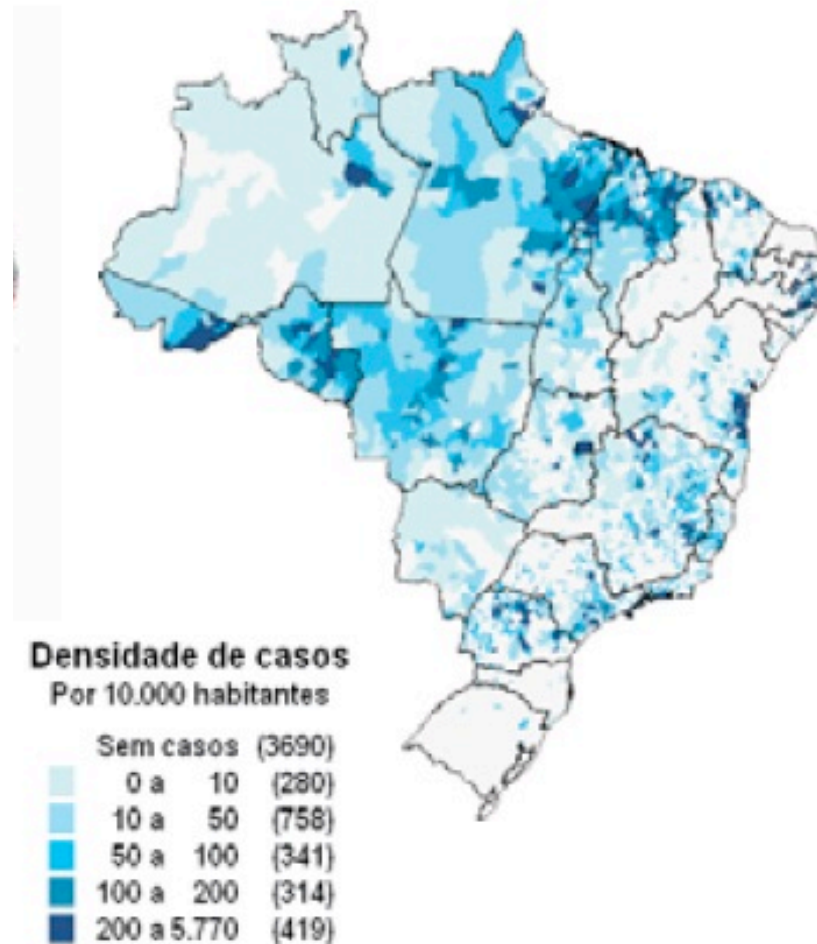 Densidade de casos
Por 10.000 habitantes
Sem casos (3690)
0 a 10 (280)
10 a 50 (758)
50 a 100 (341)
100 a 200 (314)
200 a 5.770 (419)